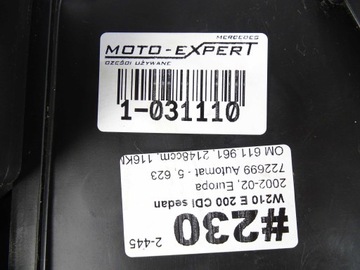 MERCEDES
MOTO-EXPERT
CZĘŚCI UŻYWANE
1-031110
2-445
#230
W210 E 200 CDI sedan
2002-02, Europa
722699 Automat - 5, 623
OM 611 961, 2148ccm, 116KM